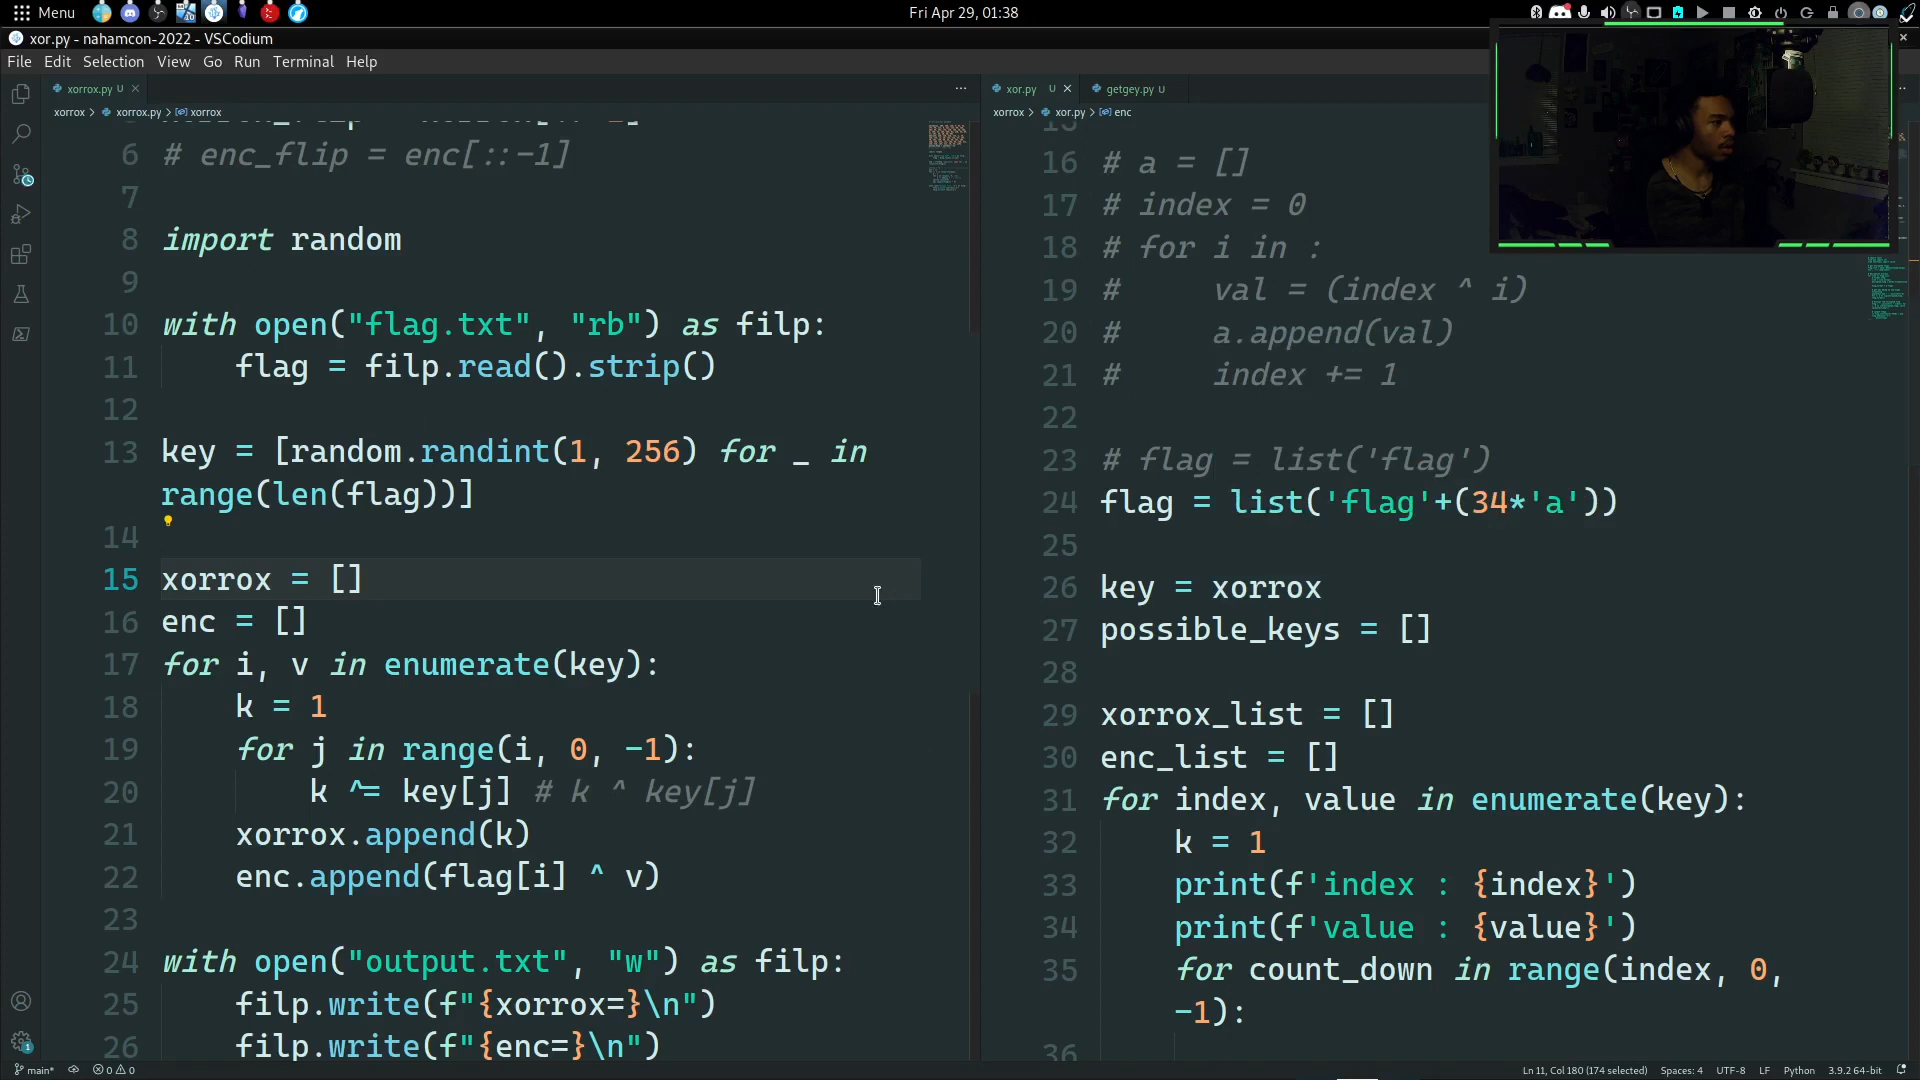 Menu
Fri Apr 29, 01:38
xor.py - nahamcon-2022 - VSCodium
File Edit Selection View Go Run Terminal Help
xorrox.py U
xorrox > xorrox.py > xorrox
6 # enc_flip = enc[::-1]
7
8 import random
9
10 with open("flag.txt", "rb") as filp:
11 flag = filp.read().strip()
12
13 key = [random.randint(1, 256) for _ in
range(len(flag))]
14
15 xorrox = []
16 enc = []
17 for i, v in enumerate(key):
18 k = 1
19 for j in range(i, 0, -1):
20 k ^= key[j] # k ^ key[j]
21 xorrox.append(k)
22 enc.append(flag[i] ^ v)
23
24 with open("output.txt", "w") as filp:
25 filp.write(f"{xorrox=}\n")
26 filp.write(f"{enc=}\n")
xor.py U getgey.py U
xorrox > xor.py > enc
16 # a = []
17 # index = 0
18 # for i in :
19 # val = (index ^ i)
20 # a.append(val)
21 # index += 1
22
23 # flag = list('flag')
24 flag = list('flag'+(34*'a'))
25
26 key = xorrox
27 possible_keys = []
28
29 xorrox_list = []
30 enc_list = []
31 for index, value in enumerate(key):
32 k = 1
33 print(f'index : {index}')
34 print(f'value : {value}')
35 for count_down in range(index, 0,
-1):
36
main* 0 0
Ln 11, Col 180 (174 selected) Spaces: 4 UTF-8 LF Python 3.9.2 64-bit